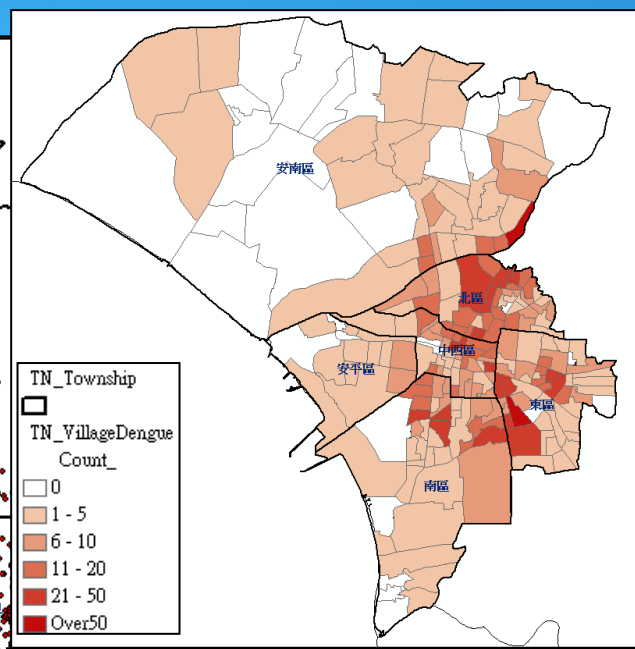 安南區
北區
中西區
安平區
東區
南區
TN_Township
TN_VillageDengue
Count_
0
1 - 5
6 - 10
11 - 20
21 - 50
Over50